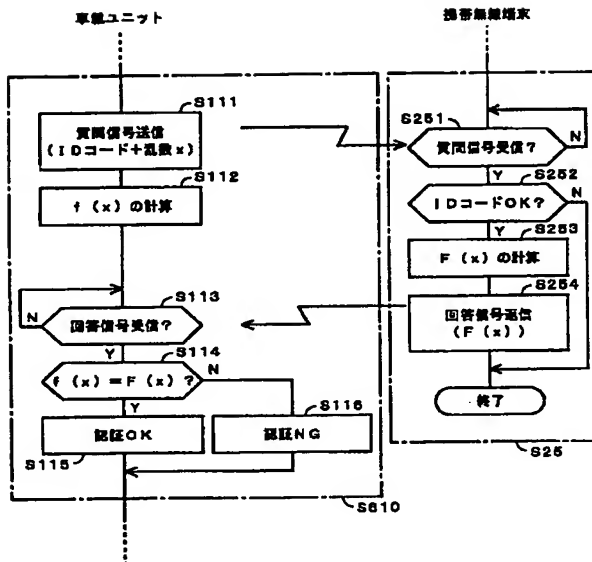 車載ユニット
携帯無線端末
S111
質問信号送信
(IDコード+乱数x)
S112
f(x)の計算
S113
N
回答信号受信?
Y
S114
f(x)=F(x)?
N
Y
S116
認証OK
認証NG
S115
S610
S251
N
質問信号受信?
Y
S252
N
IDコードOK?
Y
S253
F(x)の計算
S254
回答信号返信
(F(x))
終了
S25